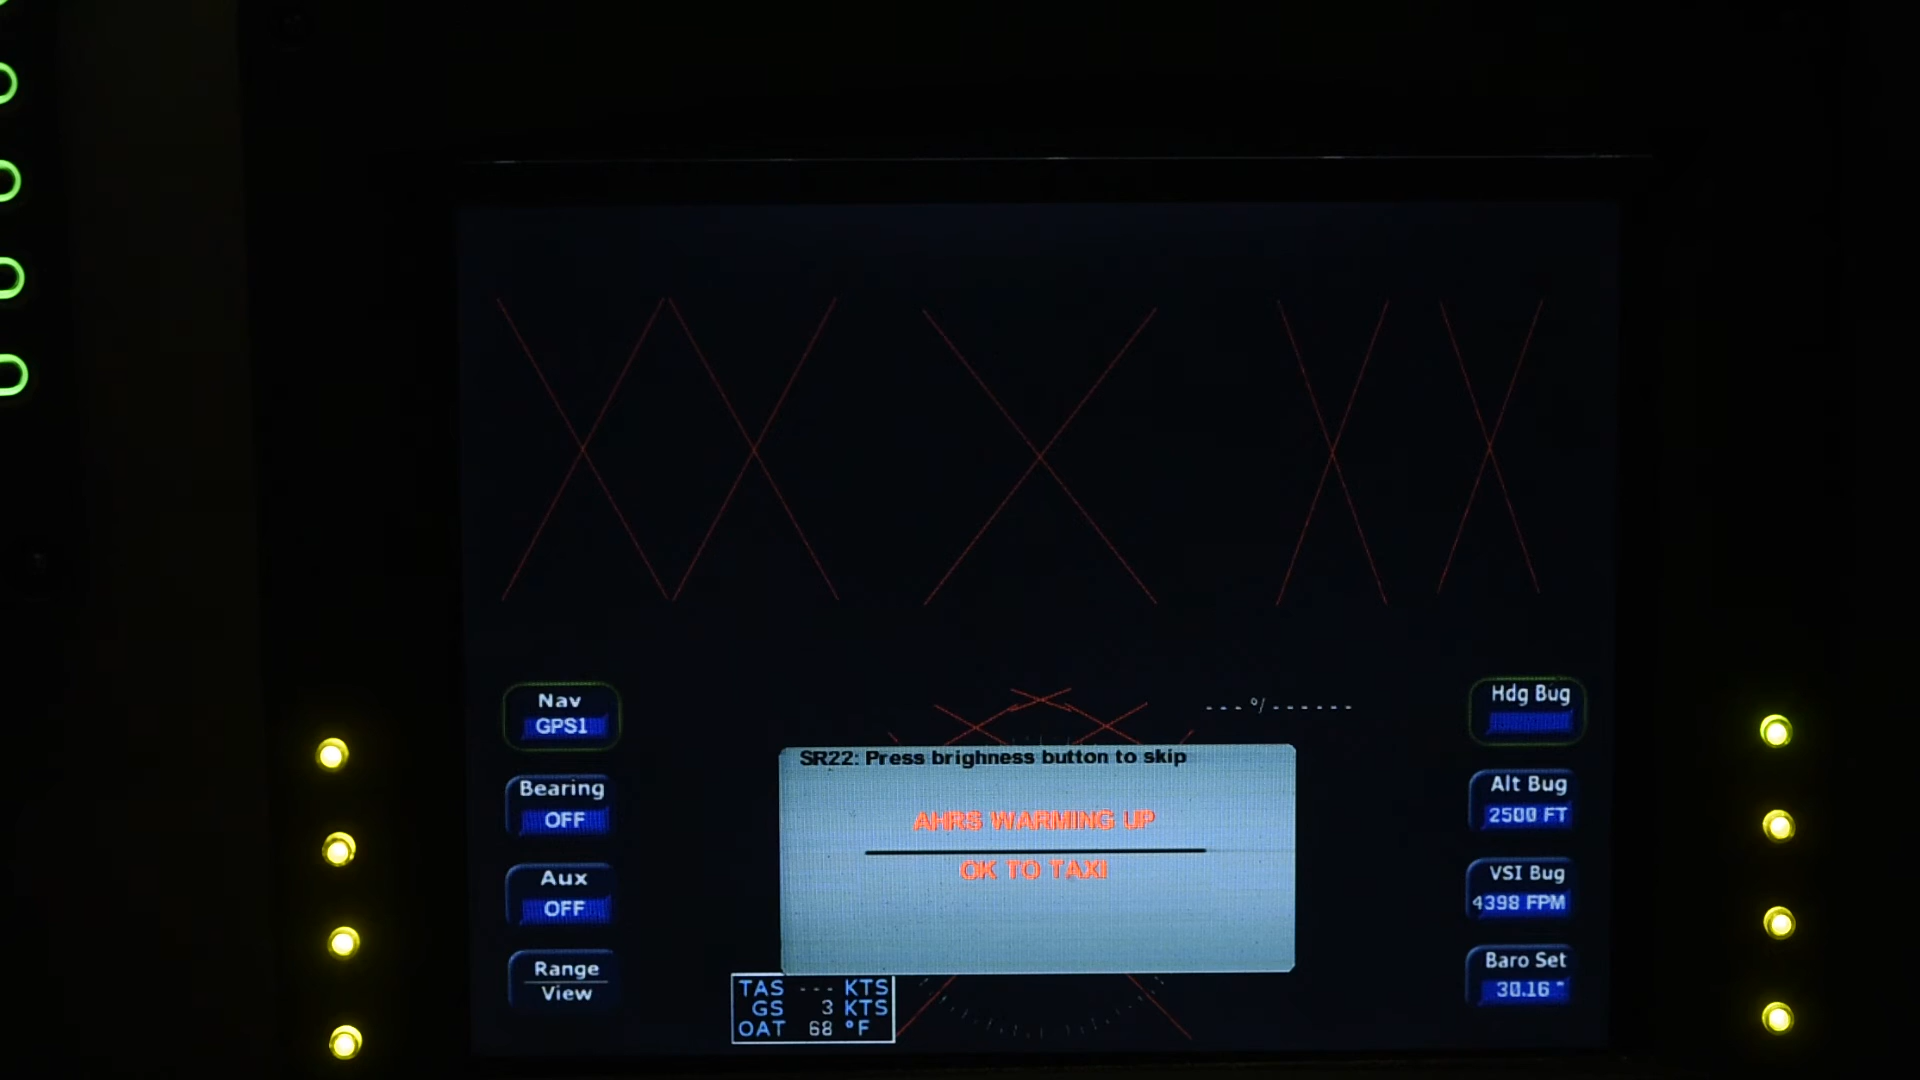 Nav
GPS1
Bearing
OFF
Aux
OFF
Range
View
---°/------
SR22: Press brighness button to skip
AHRS WARMING UP
OK TO TAXI
TAS --- KTS
GS 3 KTS
OAT 68 °F
Hdg Bug
Alt Bug
2500 FT
VSI Bug
4398 FPM
Baro Set
30.16 "